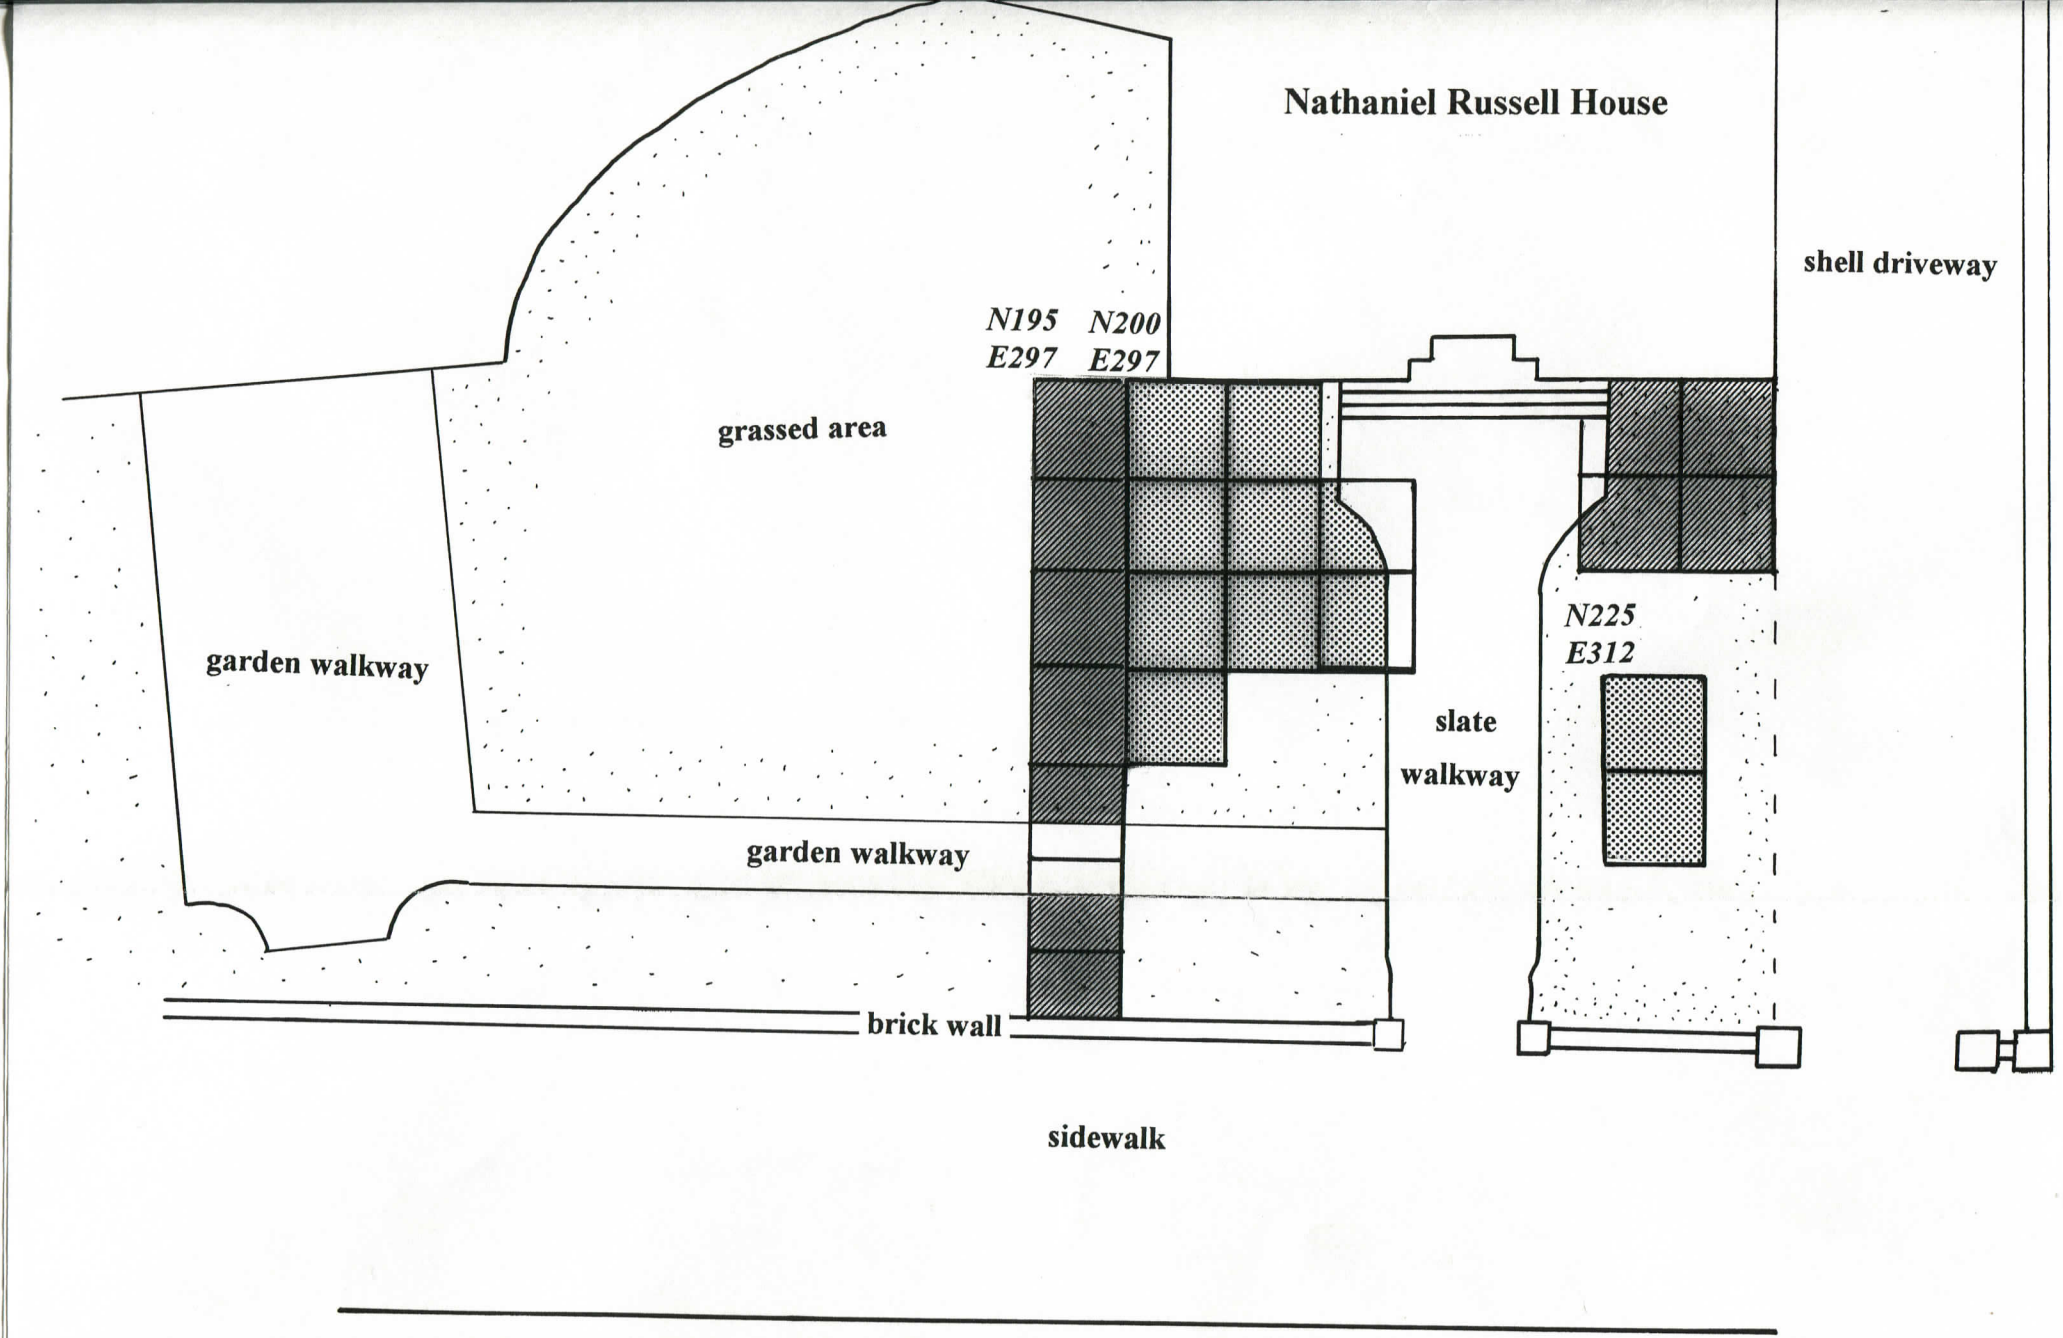 Nathaniel Russell House
shell driveway
N195 N200
E297 E297
grassed area
N225
E312
garden walkway
slate
walkway
garden walkway
brick wall
sidewalk